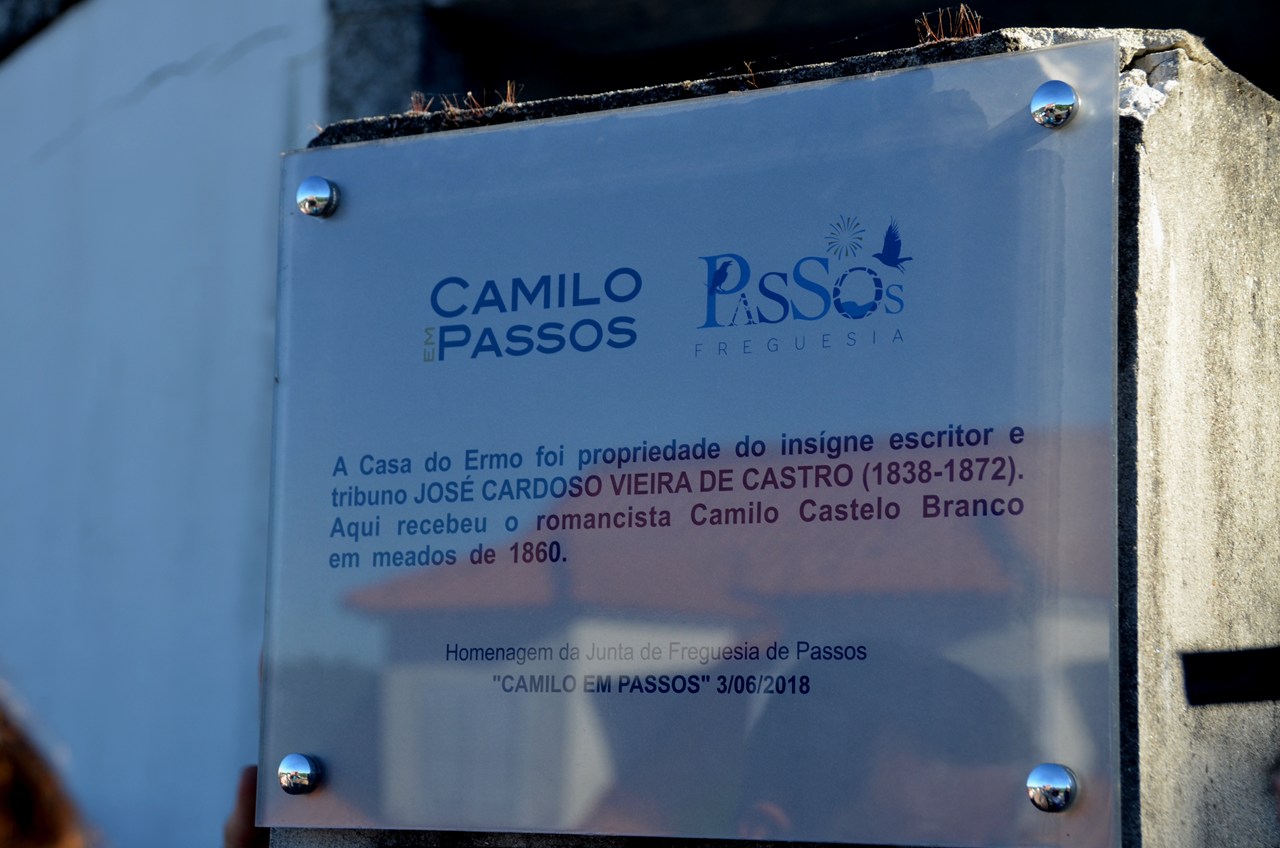 CAMILO
EM PASSOS
PASSOS
FREGUESIA
A Casa do Ermo foi propriedade do insígne escritor e
tribuno JOSÉ CARDOSO VIEIRA DE CASTRO (1838-1872).
Aqui recebeu o romancista Camilo Castelo Branco
em meados de 1860.
Homenagem da Junta de Freguesia de Passos
"CAMILO EM PASSOS" 3/06/2018